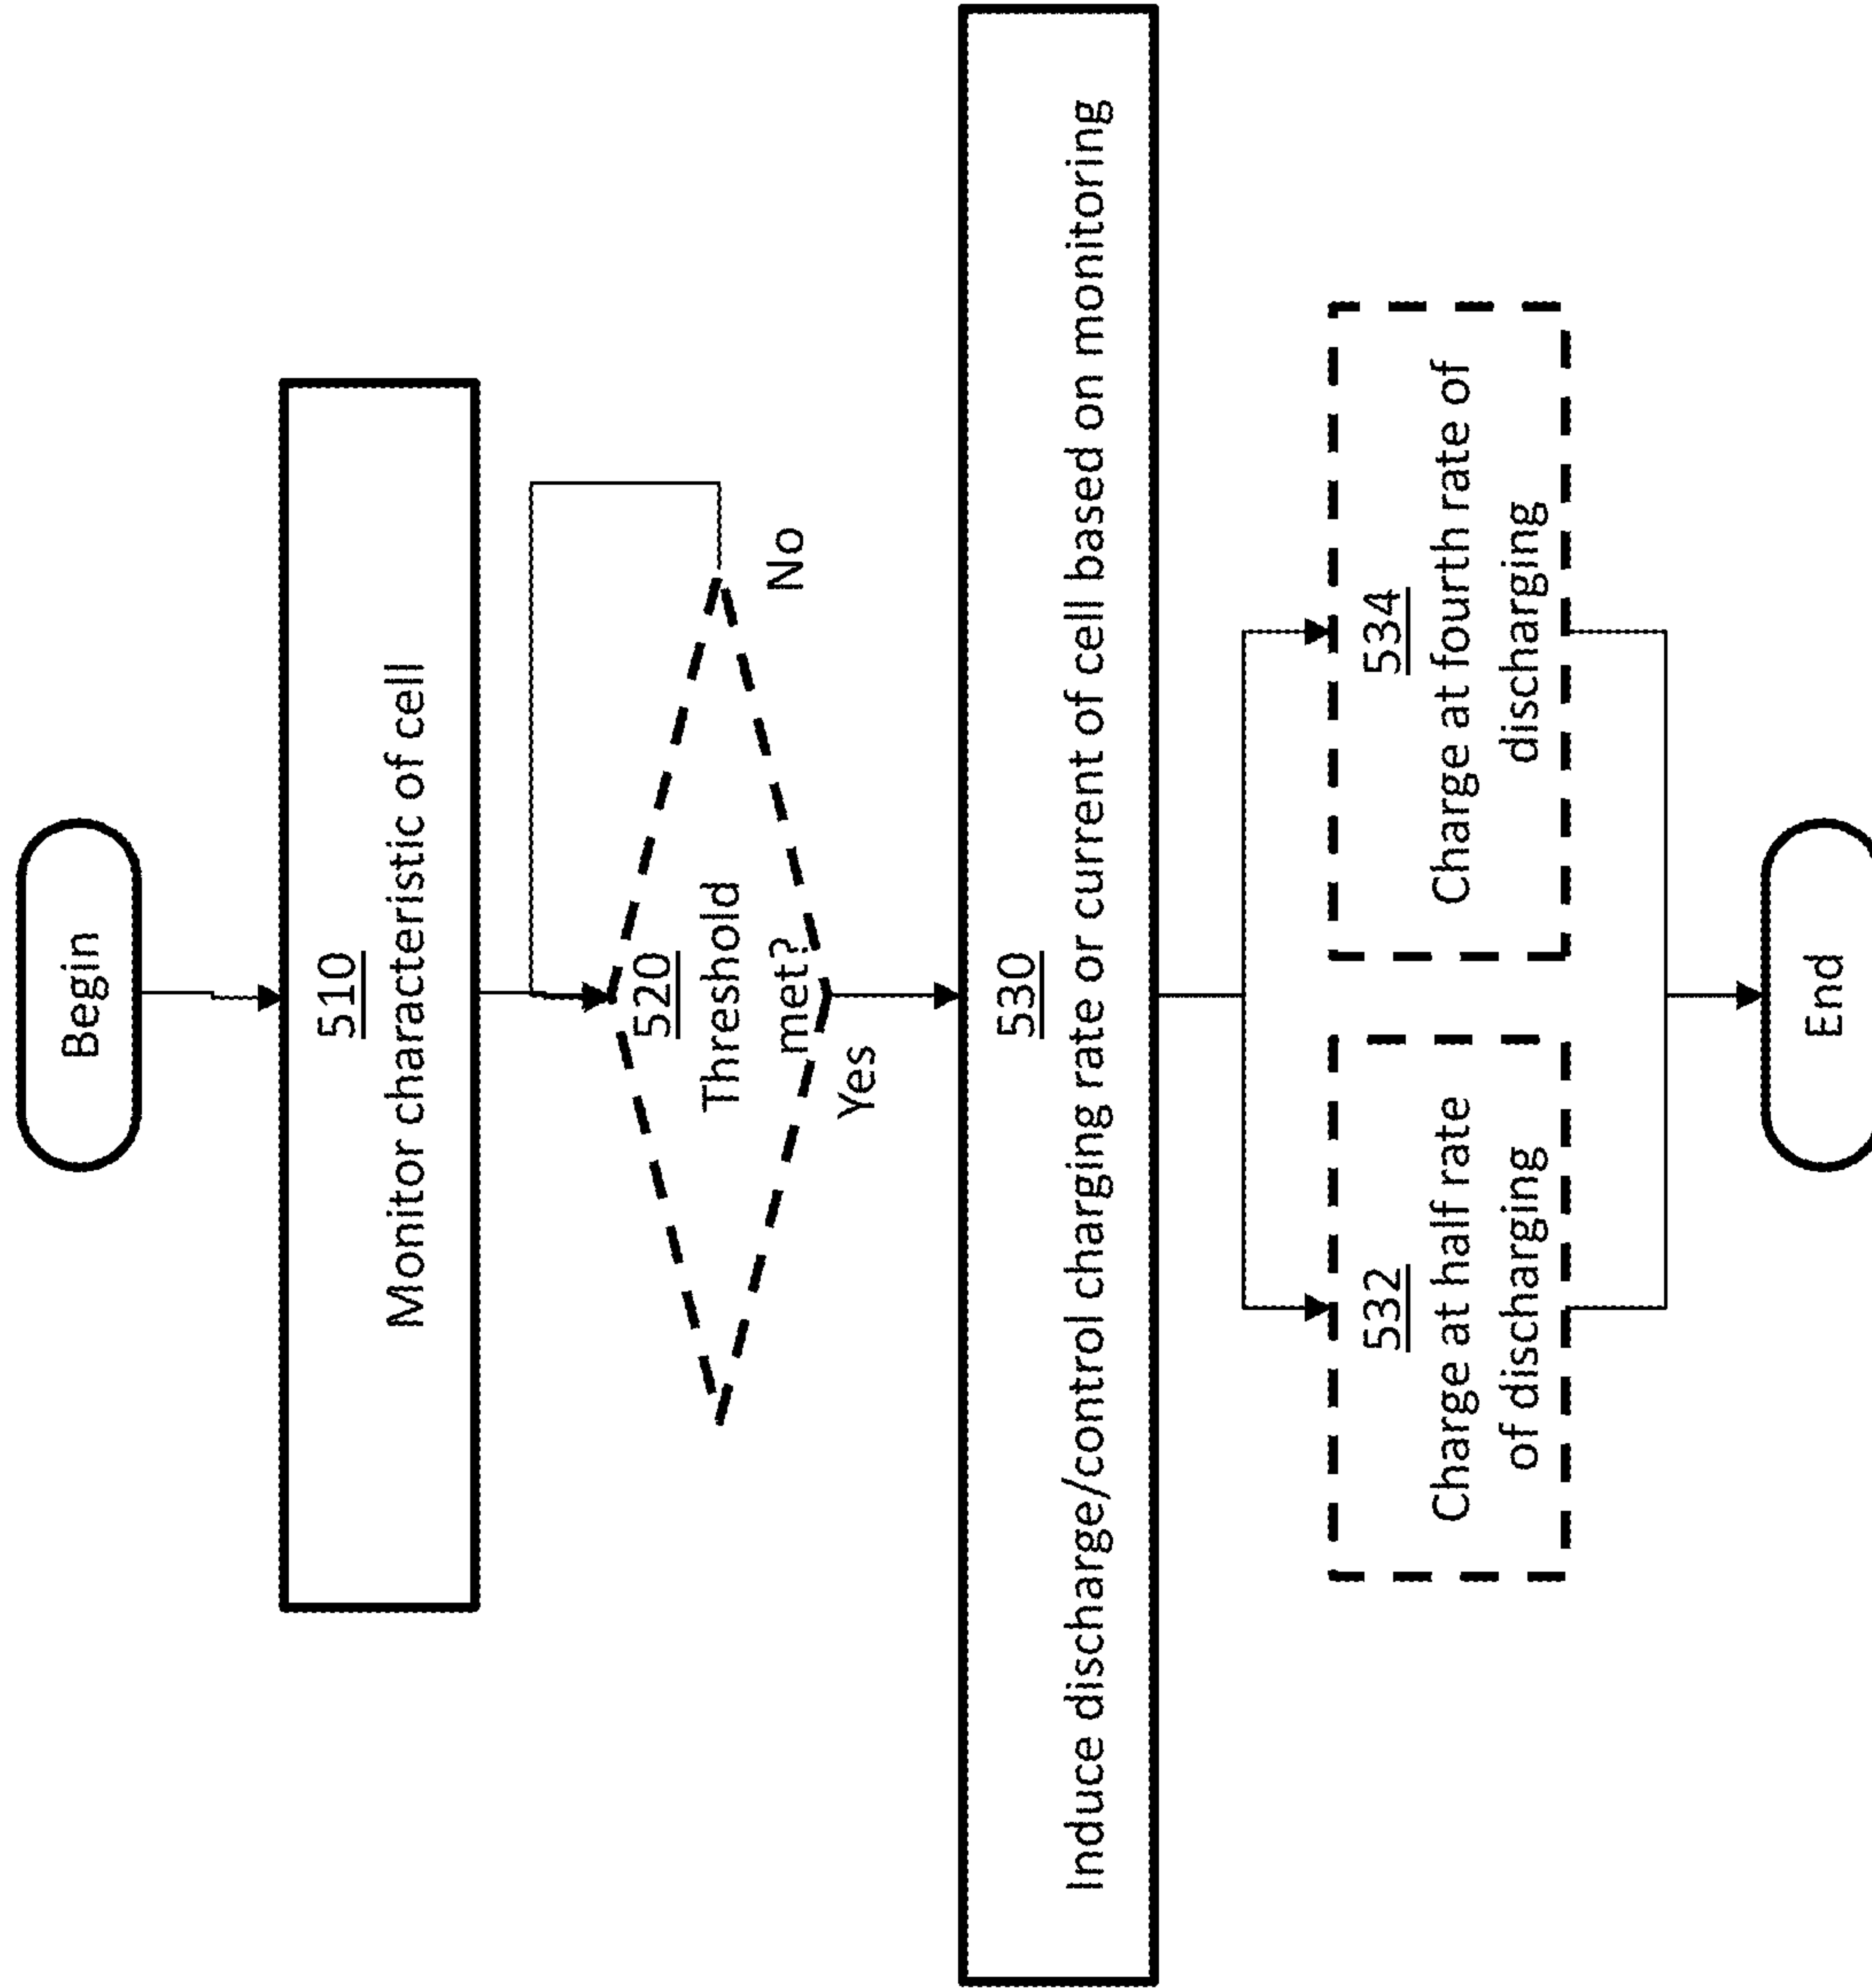 Begin
510
Monitor characteristic of cell
520
Threshold
met?
No
Yes
530
Induce discharge/control charging rate or current of cell based on monitoring
532
Charge at half rate
of discharging
534
Charge at fourth rate of
discharging
End